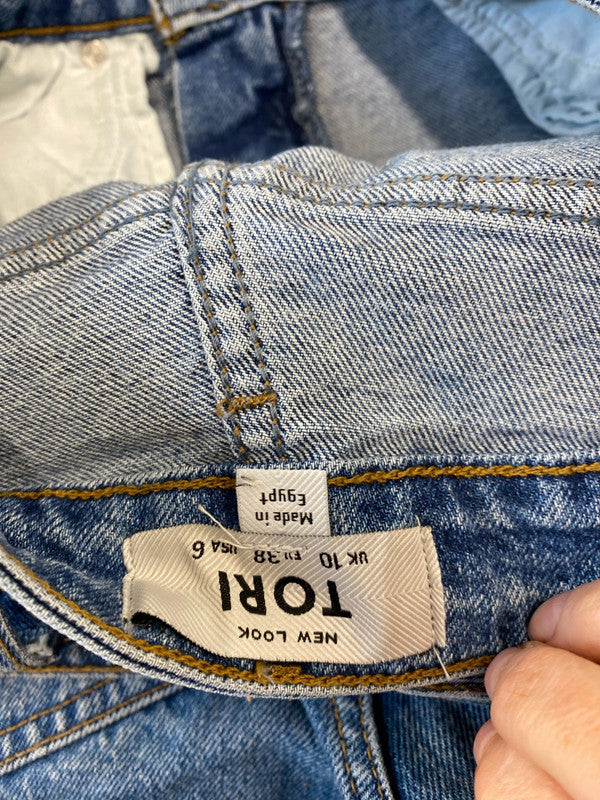 NEW LOOK
TORI
UK 10 EU 38 USA 6
Made in
Egypt